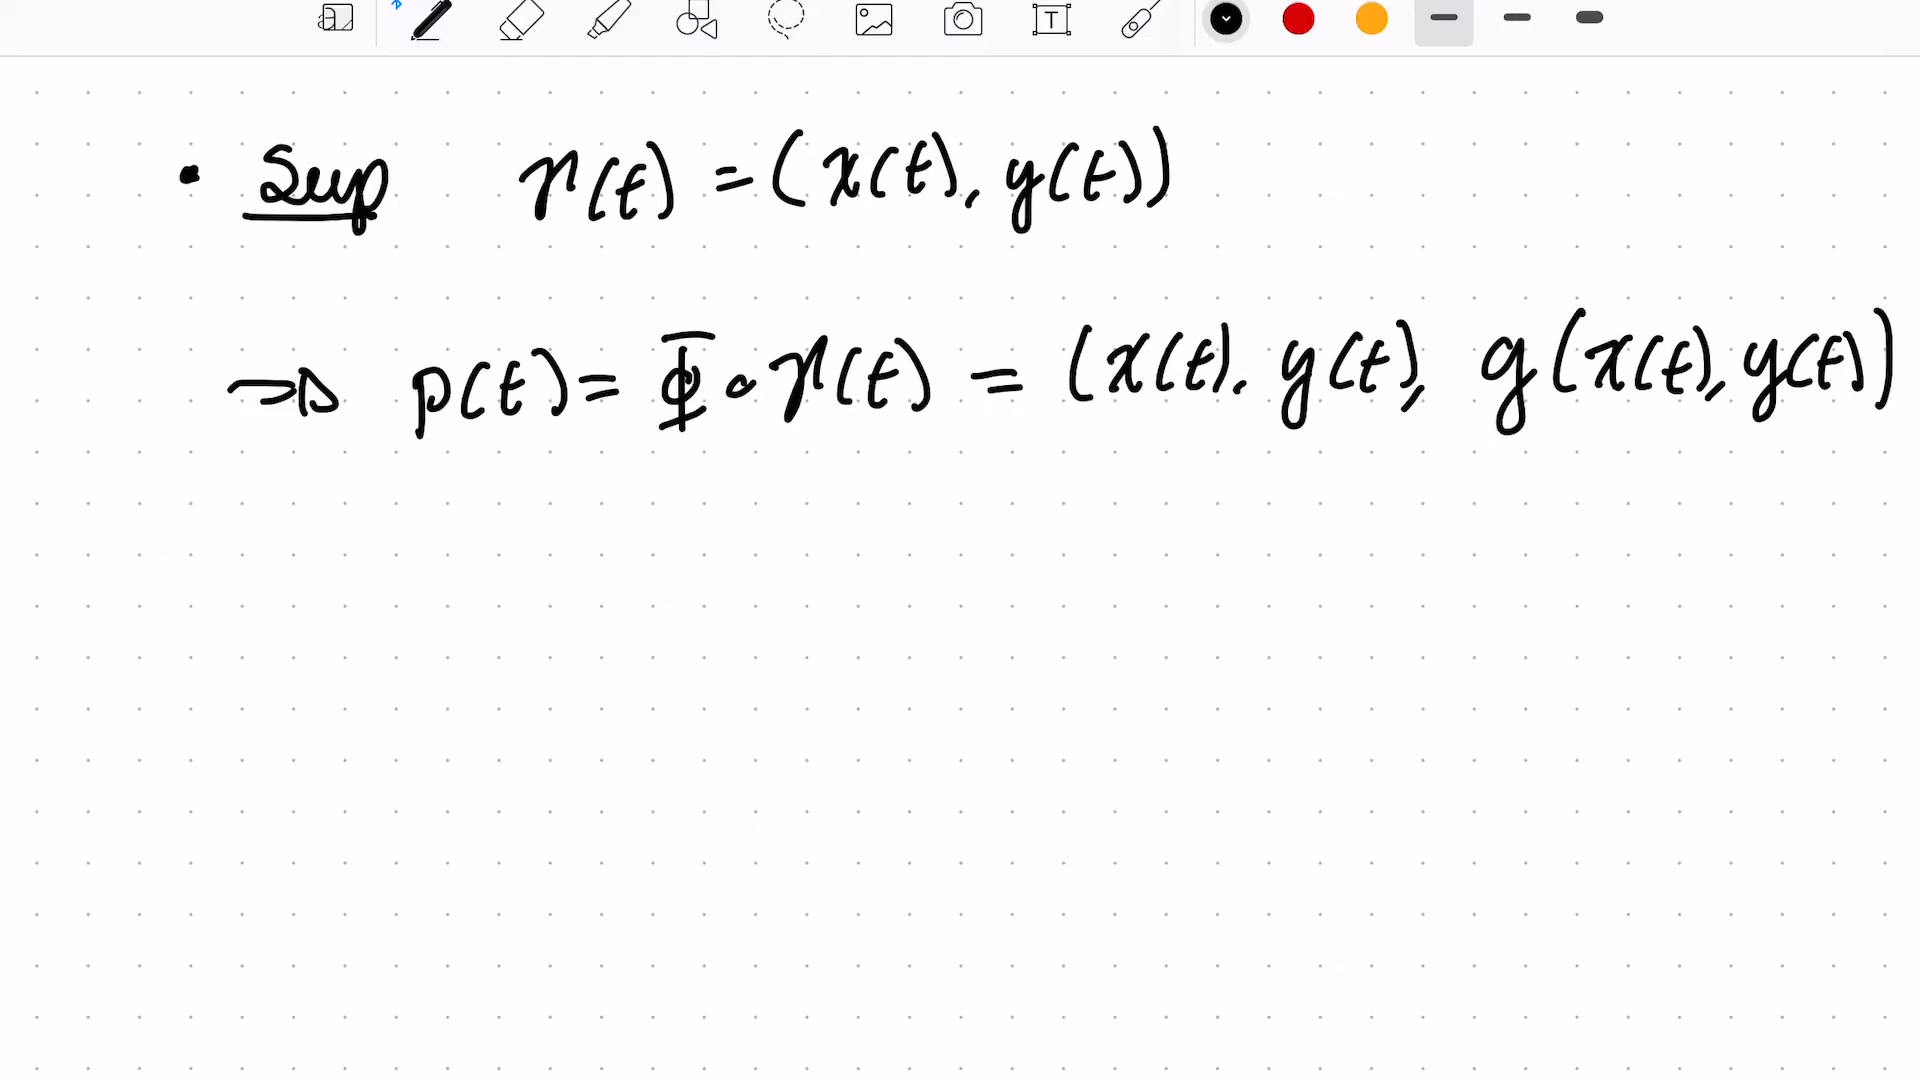 • Sup r(t) = (x(t), y(t))
⇒ p(t) = Φ ∘ r(t) = (x(t), y(t), g(x(t), y(t))